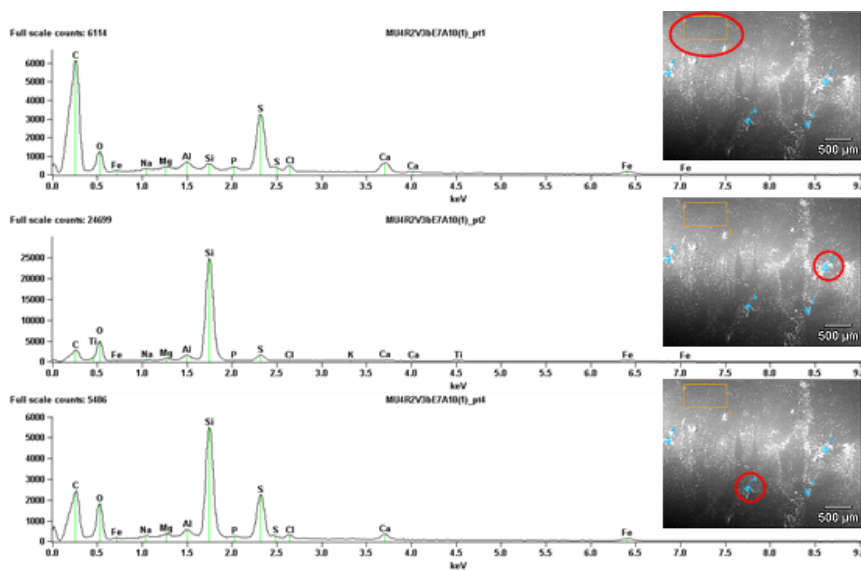 Full scale counts: 6114 MU4R2V3bE7A10(1)_pt1
C
6000
5000
4000
S
3000
2000
O
1000
Fe Na Mg Al Si P S Cl Ca Ca Fe Fe
0
0.0 0.5 1.0 1.5 2.0 2.5 3.0 3.5 4.0 4.5 5.0 5.5 6.0 6.5 7.0 7.5 8.0 8.5 9.0
keV
500 µm
Full scale counts: 24699 MU4R2V3bE7A10(1)_pt2
Si
25000
20000
15000
10000
5000
C Ti O Fe Na Mg Al P S Cl K Ca Ca Ti Fe Fe
0
0.0 0.5 1.0 1.5 2.0 2.5 3.0 3.5 4.0 4.5 5.0 5.5 6.0 6.5 7.0 7.5 8.0 8.5 9.0
keV
500 µm
Full scale counts: 5486 MU4R2V3bE7A10(1)_pt4
6000
Si
5000
4000
3000
C S
2000
O
1000
Fe Na Mg Al P S Cl Ca Fe
0
0.0 0.5 1.0 1.5 2.0 2.5 3.0 3.5 4.0 4.5 5.0 5.5 6.0 6.5 7.0 7.5 8.0 8.5 9.0
keV
500 µm